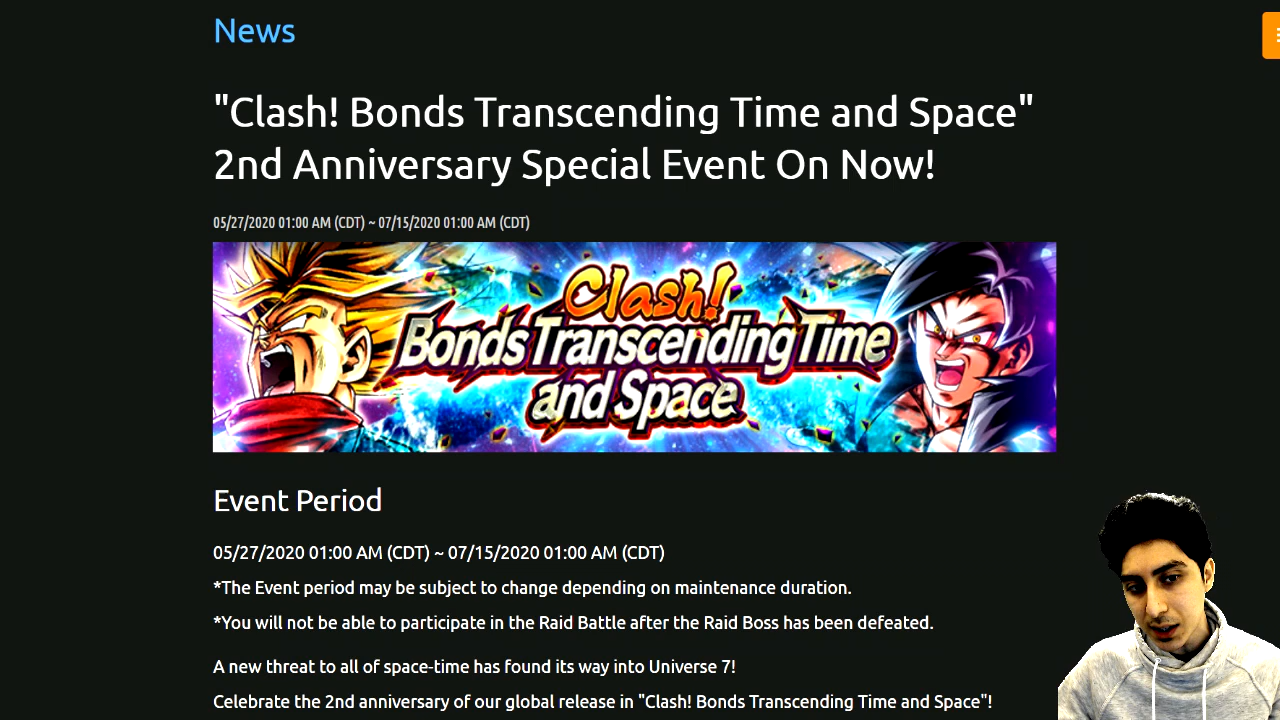 News
"Clash! Bonds Transcending Time and Space"
2nd Anniversary Special Event On Now!
05/27/2020 01:00 AM (CDT) ~ 07/15/2020 01:00 AM (CDT)
Clash!
Bonds Transcending Time
and Space
Event Period
05/27/2020 01:00 AM (CDT) ~ 07/15/2020 01:00 AM (CDT)
*The Event period may be subject to change depending on maintenance duration.
*You will not be able to participate in the Raid Battle after the Raid Boss has been defeated.
A new threat to all of space-time has found its way into Universe 7!
Celebrate the 2nd anniversary of our global release in "Clash! Bonds Transcending Time and Space"!